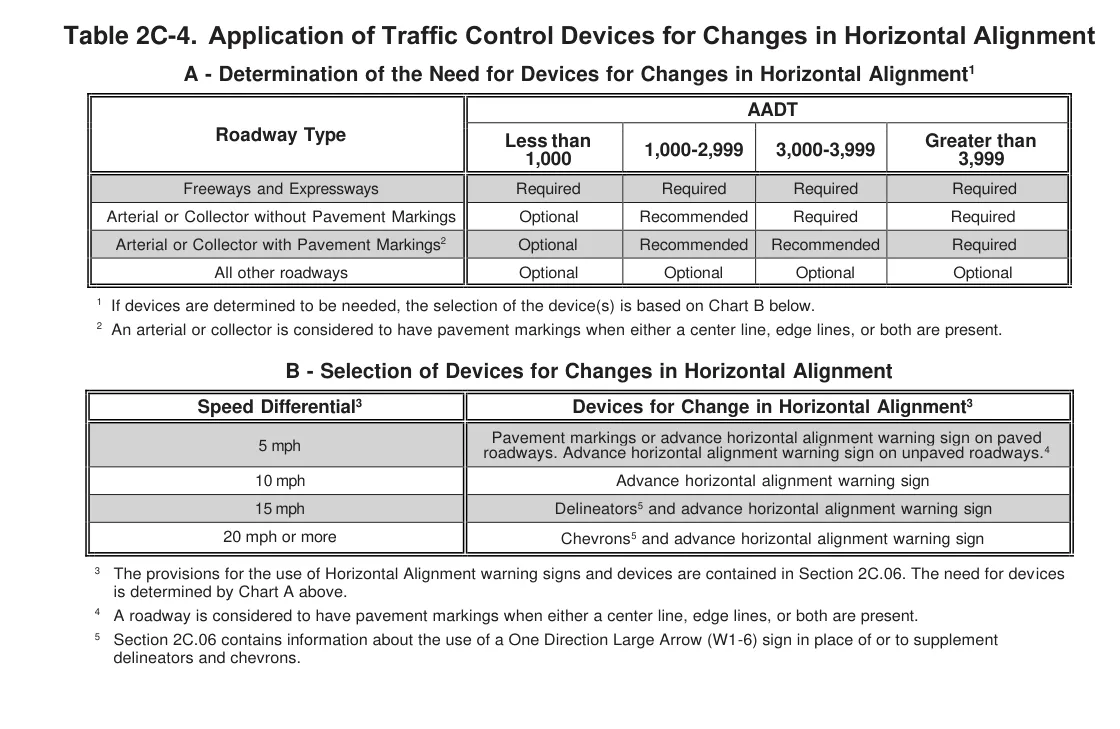 Table 2C-4. Application of Traffic Control Devices for Changes in Horizontal Alignment
A - Determination of the Need for Devices for Changes in Horizontal Alignment¹
Roadway Type
AADT
Less than
1,000
1,000-2,999
3,000-3,999
Greater than
3,999
Freeways and Expressways Required Required Required Required
Arterial or Collector without Pavement Markings Optional Recommended Required Required
Arterial or Collector with Pavement Markings² Optional Recommended Recommended Required
All other roadways Optional Optional Optional Optional
¹ If devices are determined to be needed, the selection of the device(s) is based on Chart B below.
² An arterial or collector is considered to have pavement markings when either a center line, edge lines, or both are present.
B - Selection of Devices for Changes in Horizontal Alignment
Speed Differential³ Devices for Change in Horizontal Alignment³
5 mph
Pavement markings or advance horizontal alignment warning sign on paved
roadways. Advance horizontal alignment warning sign on unpaved roadways.⁴
10 mph Advance horizontal alignment warning sign
15 mph Delineators⁵ and advance horizontal alignment warning sign
20 mph or more Chevrons⁵ and advance horizontal alignment warning sign
³ The provisions for the use of Horizontal Alignment warning signs and devices are contained in Section 2C.06. The need for devices
is determined by Chart A above.
⁴ A roadway is considered to have pavement markings when either a center line, edge lines, or both are present.
⁵ Section 2C.06 contains information about the use of a One Direction Large Arrow (W1-6) sign in place of or to supplement
delineators and chevrons.